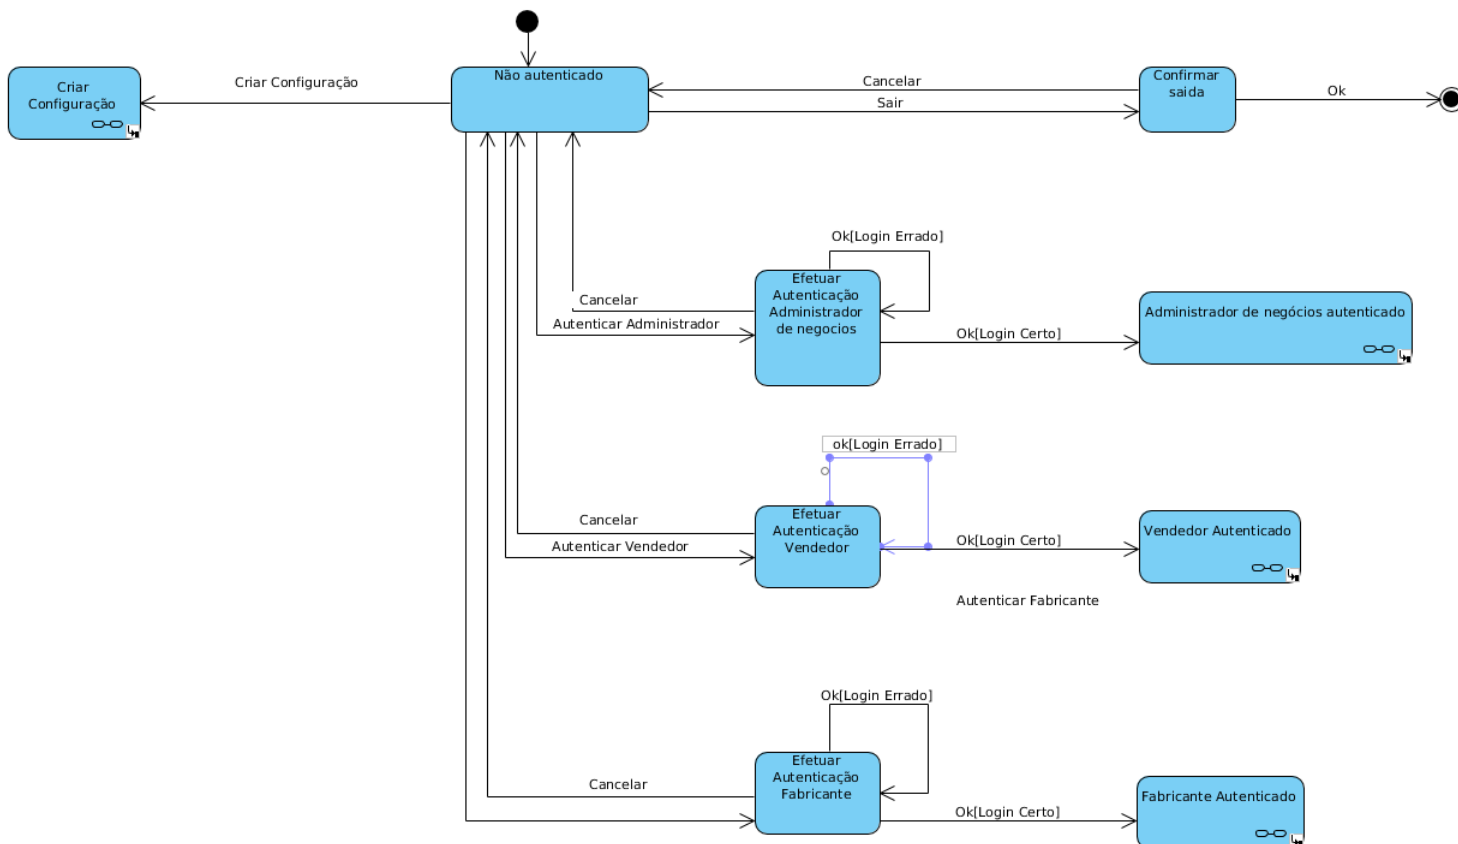 Criar
Configuração
Criar Configuração
Não autenticado
Cancelar
Sair
Confirmar
saida
Ok
Ok[Login Errado]
Efetuar
Autenticação
Administrador
de negocios
Cancelar
Autenticar Administrador
Ok[Login Certo]
Administrador de negócios autenticado
ok[Login Errado]
Efetuar
Autenticação
Vendedor
Cancelar
Autenticar Vendedor
Ok[Login Certo]
Vendedor Autenticado
Autenticar Fabricante
Ok[Login Errado]
Efetuar
Autenticação
Fabricante
Cancelar
Ok[Login Certo]
Fabricante Autenticado